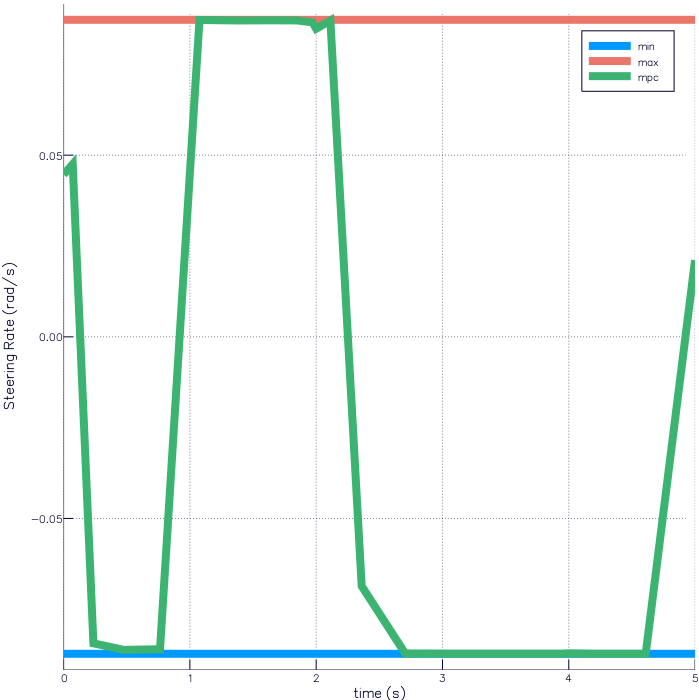 min
max
mpc
0.05
0.00
−0.05
Steering Rate (rad/s)
0 1 2 3 4 5
time (s)